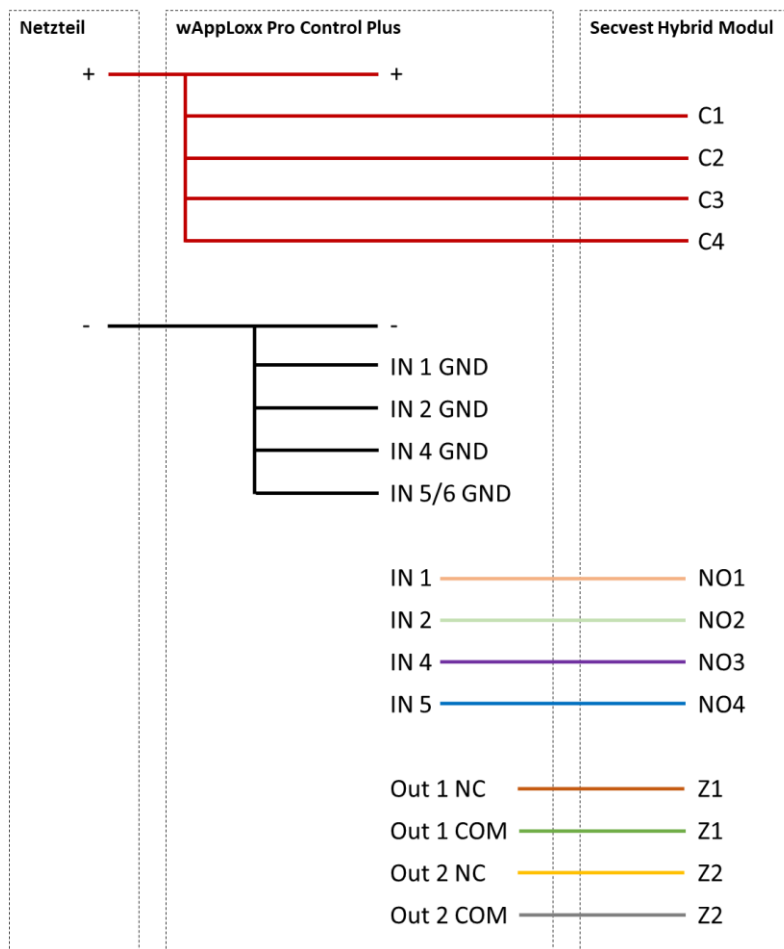 Netzteil wAppLoxx Pro Control Plus Secvest Hybrid Modul
+ +
C1
C2
C3
C4
- -
IN 1 GND
IN 2 GND
IN 4 GND
IN 5/6 GND
IN 1 NO1
IN 2 NO2
IN 4 NO3
IN 5 NO4
Out 1 NC Z1
Out 1 COM Z1
Out 2 NC Z2
Out 2 COM Z2